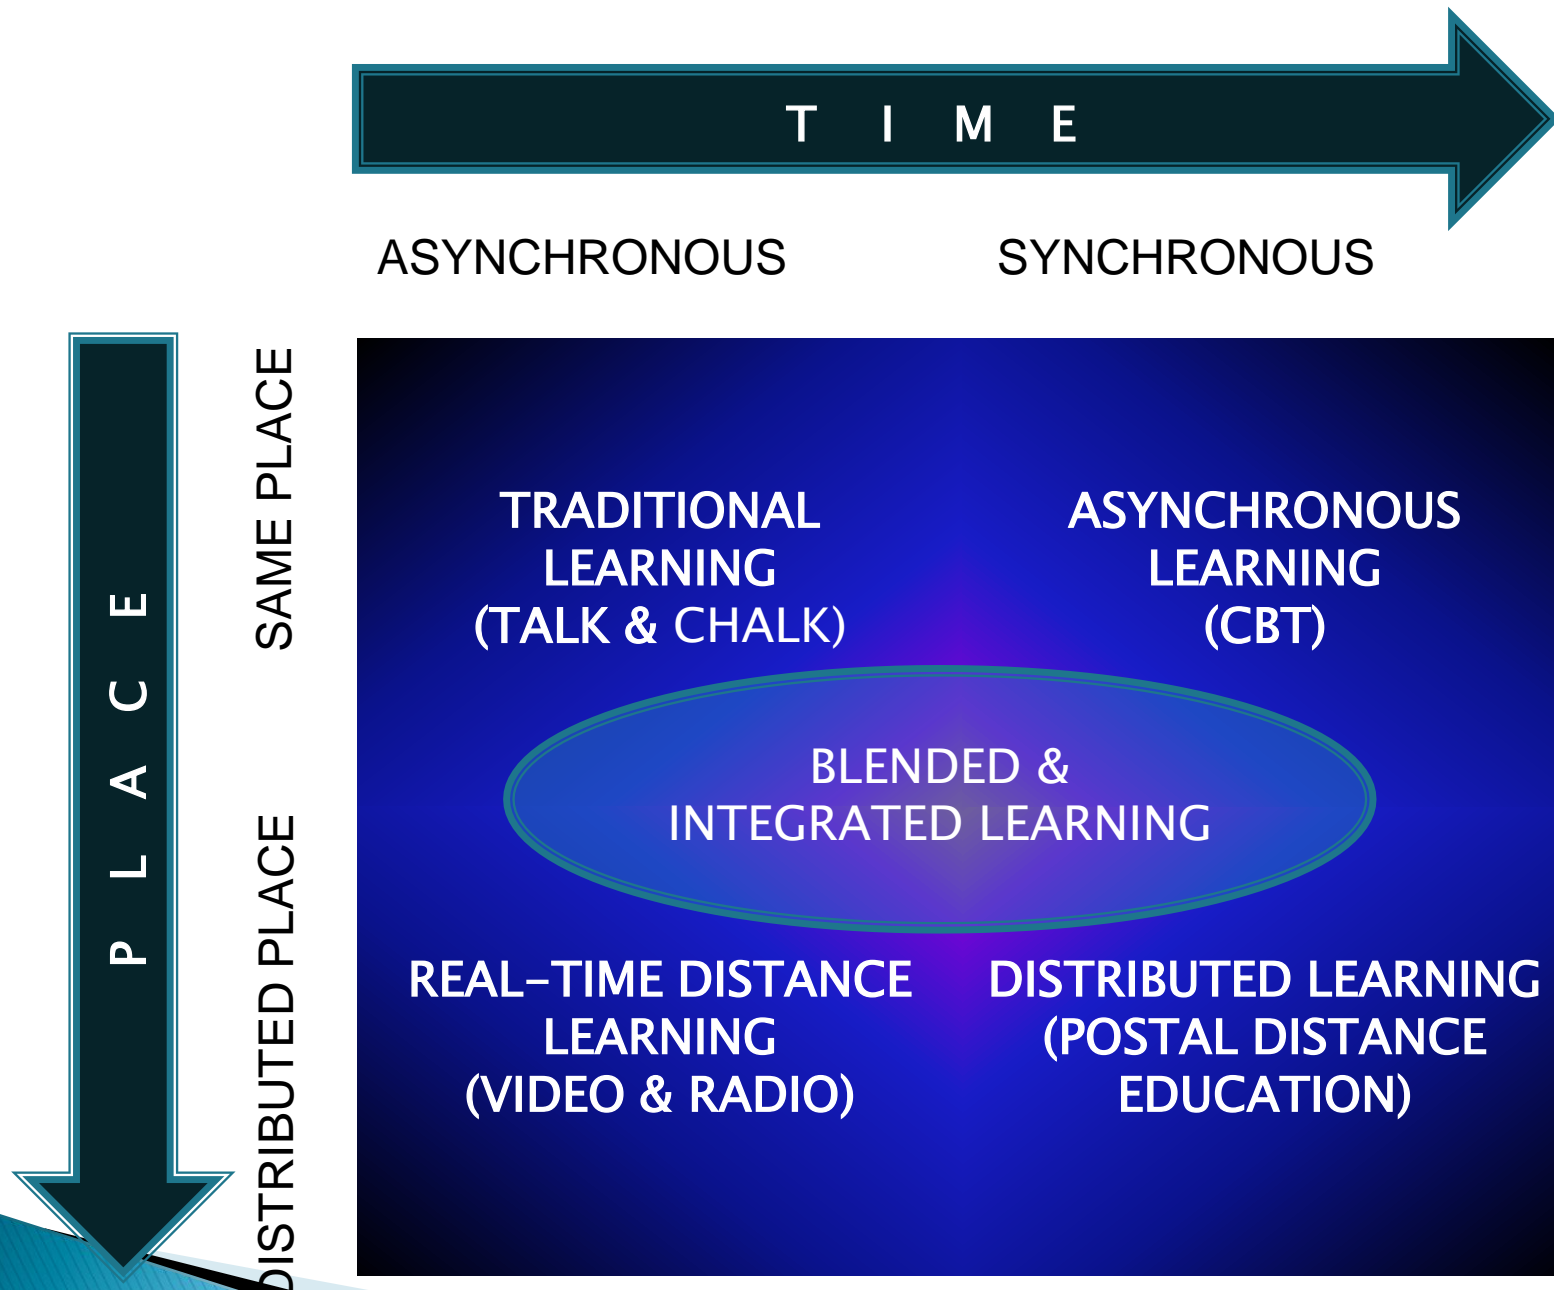 T I M E
ASYNCHRONOUS SYNCHRONOUS
P L A C E
SAME PLACE
DISTRIBUTED PLACE
TRADITIONAL
LEARNING
(TALK & CHALK)
ASYNCHRONOUS
LEARNING
(CBT)
BLENDED &
INTEGRATED LEARNING
REAL-TIME DISTANCE
LEARNING
(VIDEO & RADIO)
DISTRIBUTED LEARNING
(POSTAL DISTANCE
EDUCATION)